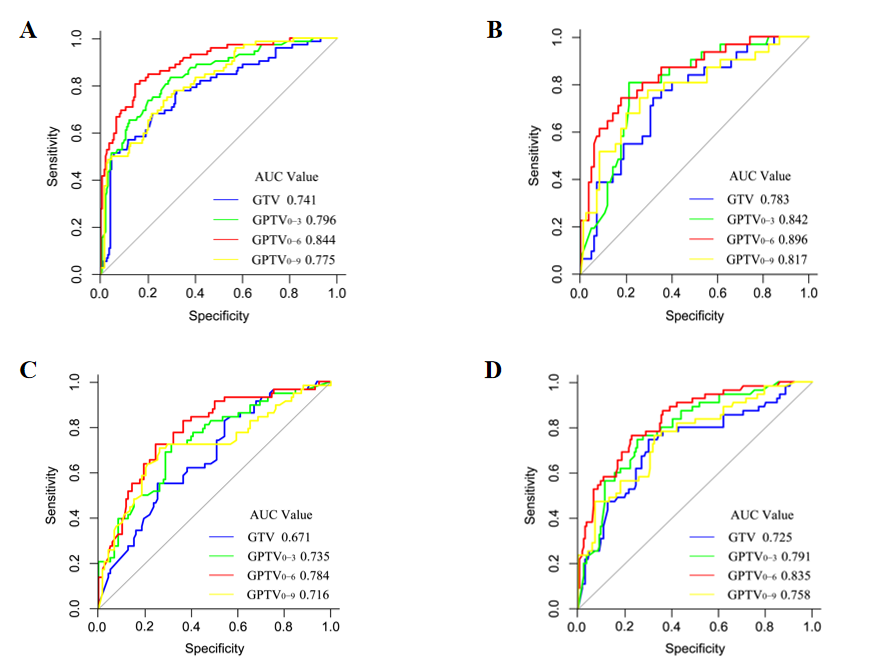 A
Sensitivity
1.0
0.8
0.6
0.4
0.2
0.0
AUC Value
GTV 0.741
GPTV0-3 0.796
GPTV0-6 0.844
GPTV0-9 0.775
0.0 0.2 0.4 0.6 0.8 1.0
Specificity
B
Sensitivity
1.0
0.8
0.6
0.4
0.2
0.0
AUC Value
GTV 0.783
GPTV0-3 0.842
GPTV0-6 0.896
GPTV0-9 0.817
0.0 0.2 0.4 0.6 0.8 1.0
Specificity
C
Sensitivity
1.0
0.8
0.6
0.4
0.2
0.0
AUC Value
GTV 0.671
GPTV0-3 0.735
GPTV0-6 0.784
GPTV0-9 0.716
0.0 0.2 0.4 0.6 0.8 1.0
Specificity
D
Sensitivity
1.0
0.8
0.6
0.4
0.2
0.0
AUC Value
GTV 0.725
GPTV0-3 0.791
GPTV0-6 0.835
GPTV0-9 0.758
0.0 0.2 0.4 0.6 0.8 1.0
Specificity